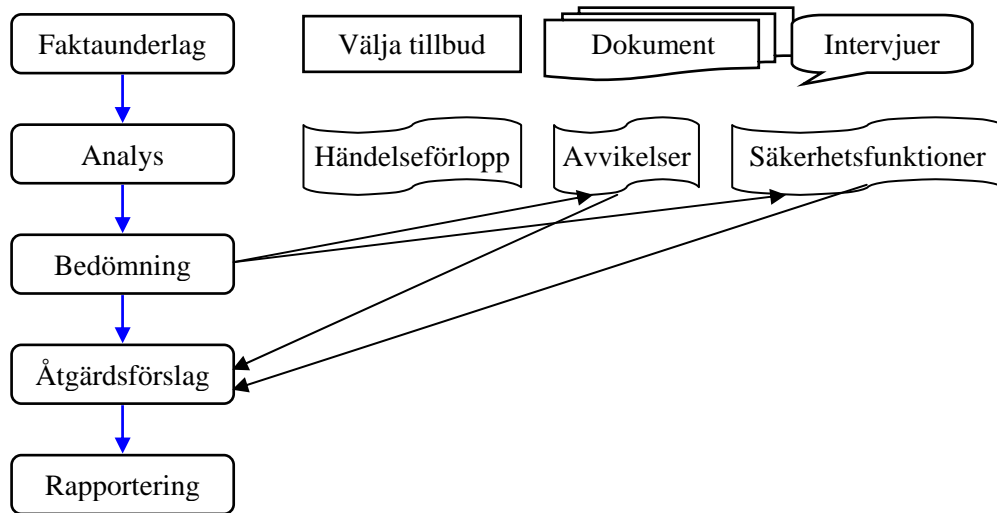 Faktaunderlag
Välja tillbud
Dokument
Intervjuer
Analys
Händelseförlopp
Avvikelser
Säkerhetsfunktioner
Bedömning
Åtgärdsförslag
Rapportering